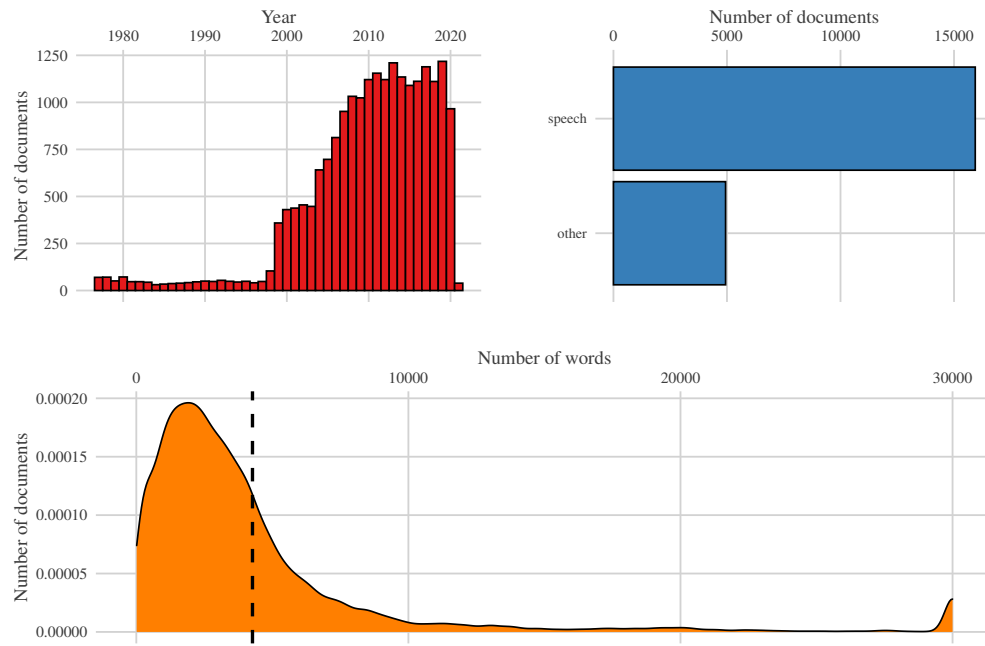 Year
1980 1990 2000 2010 2020
1250
1000
750
500
250
0
Number of documents
Number of documents
0 5000 10000 15000
speech
other
Number of words
0 10000 20000 30000
0.00020
0.00015
0.00010
0.00005
0.00000
Number of documents